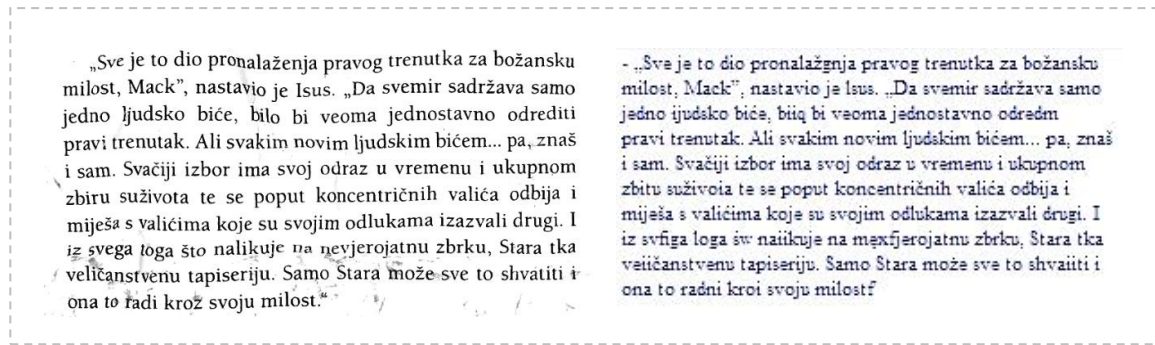 „Sve je to dio pronalaženja pravog trenutka za božansku
milost, Mack”, nastavio je Isus. „Da svemir sadržava samo
jedno ljudsko biće, bilo bi veoma jednostavno odrediti
pravi trenutak. Ali svakim novim ljudskim bićem... pa, znaš
i sam. Svačiji izbor ima svoj odraz u vremenu i ukupnom
zbiru suživota te se poput koncentričnih valića odbija i
miješa s valićima koje su svojim odlukama izazvali drugi. I
iz svega toga što nalikuje na nevjerojatnu zbrku, Stara tka
veličanstvenu tapiseriju. Samo Stara može sve to shvatiti i
ona to radi kroz svoju milost.“
- „Sve je to dio pronalažgnja pravog trenutka za božansku
milost, Mack”, nastavio je Isus. „Da svemir sadržava samo
jedno ijudsko biće, biiq bi veoma jednostavno odredm
pravi trenutak. Ali svakim novim ljudskim bićem... pa, znaš
i sam. Svačiji izbor ima svoj odraz u vremenu i ukupnom
zbitu suživoia te se poput koncentričnih valića odbija i
miješa s valićima koje su svojim odlukama izazvali drugi. I
iz svfiga loga šw naiikuje na mexfjerojatnu zbrku, Stara tka
veiičanstvenu tapiseriju. Samo Stara može sve to shvaiiti i
ona to radni kroi svoju milostf